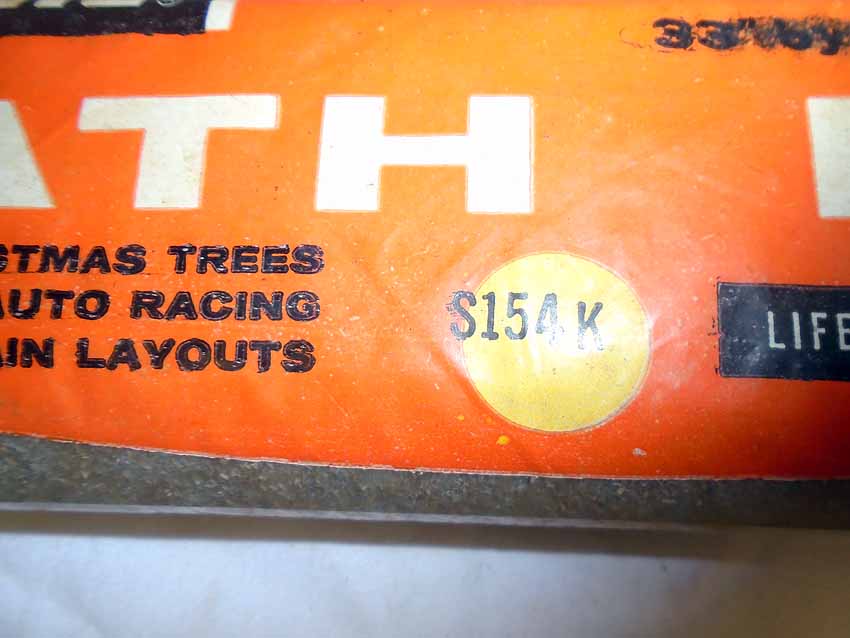 ATH
STMAS TREES
AUTO RACING
AIN LAYOUTS
S154 K
LIFE